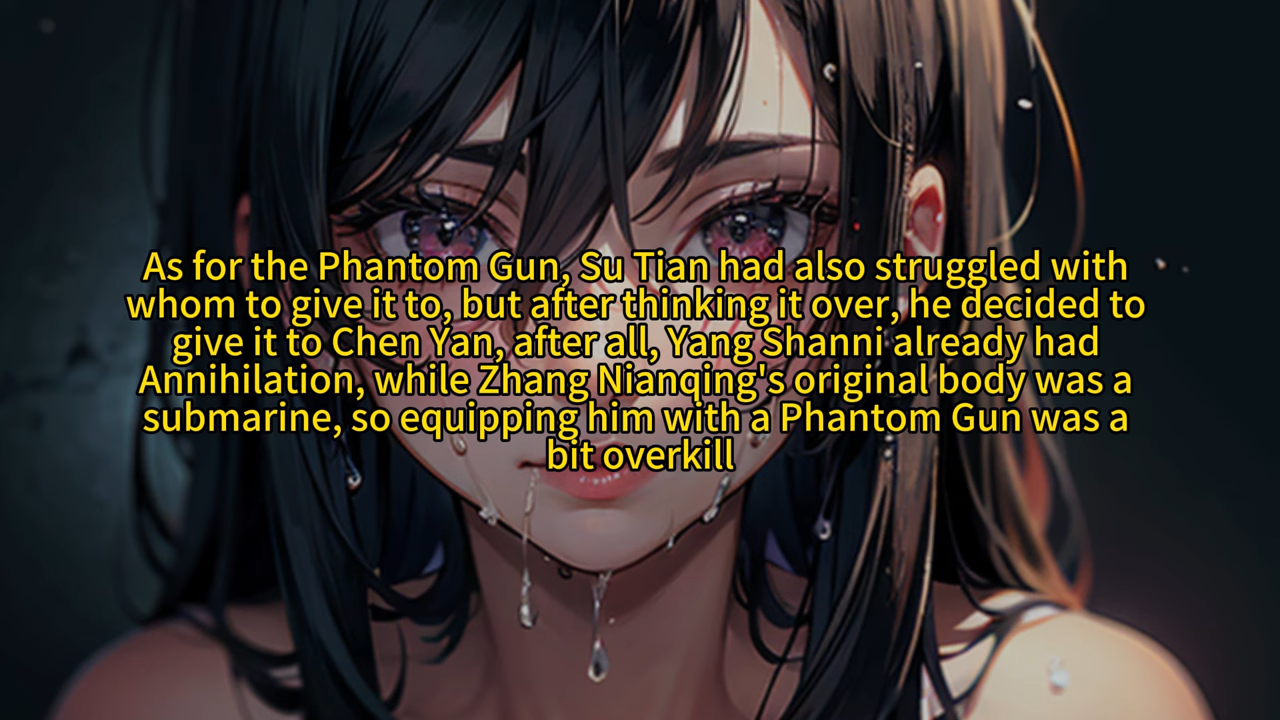 As for the Phantom Gun, Su Tian had also struggled with
whom to give it to, but after thinking it over, he decided to
give it to Chen Yan, after all, Yang Shanni already had
Annihilation, while Zhang Nianqing's original body was a
submarine, so equipping him with a Phantom Gun was a
bit overkill